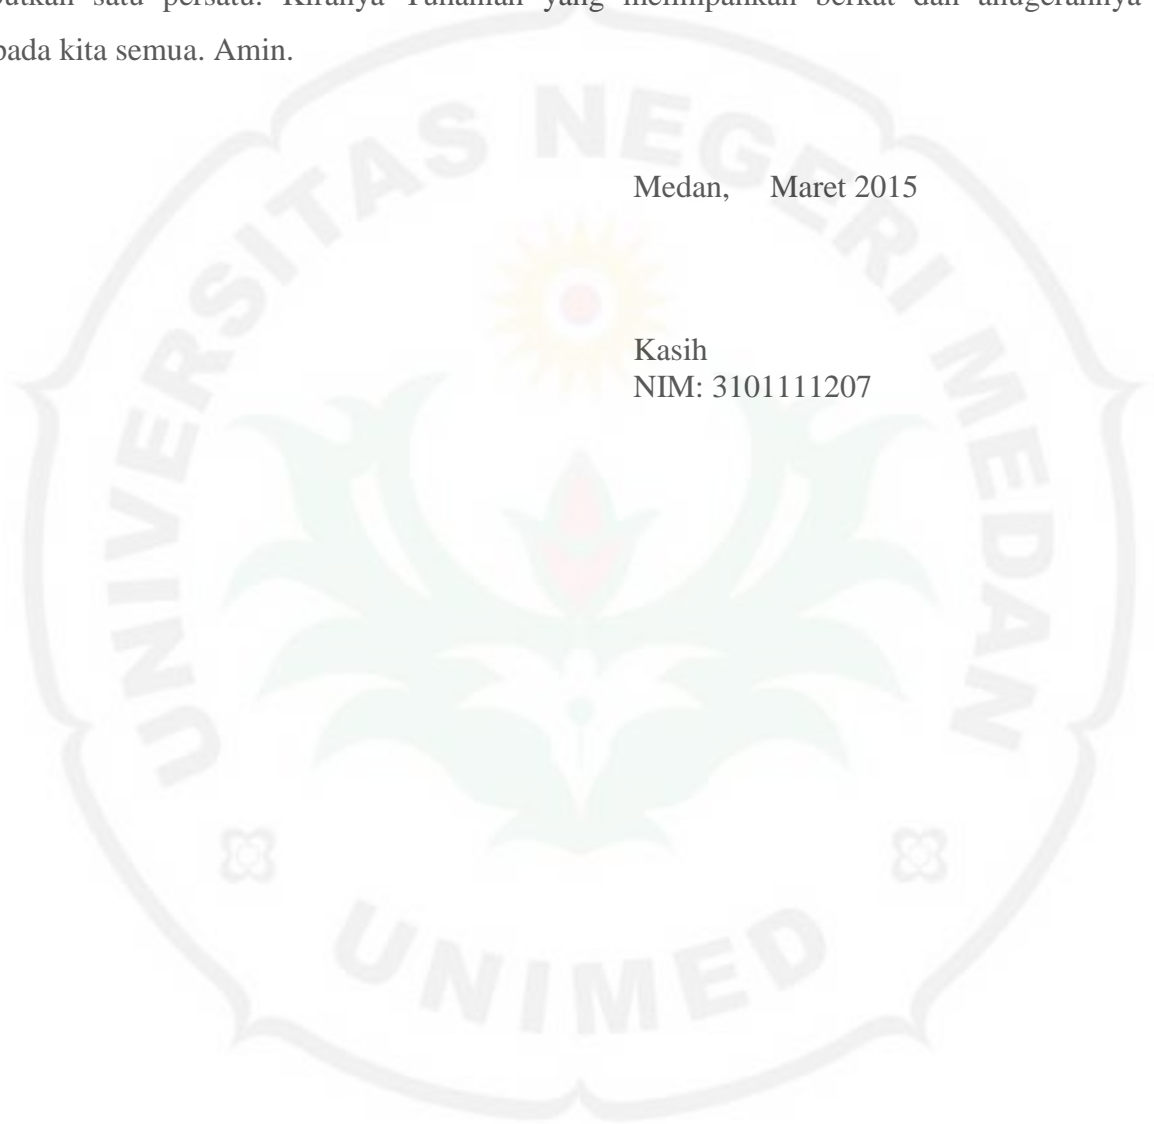 satu persatu. Kiranya Tuhanlah yang melimpahkan berkat dan anugerahnya
pada kita semua. Amin.
Medan, Maret 2015
Kasih
NIM: 3101111207
UNIVERSITAS NEGERI MEDAN
UNIMED